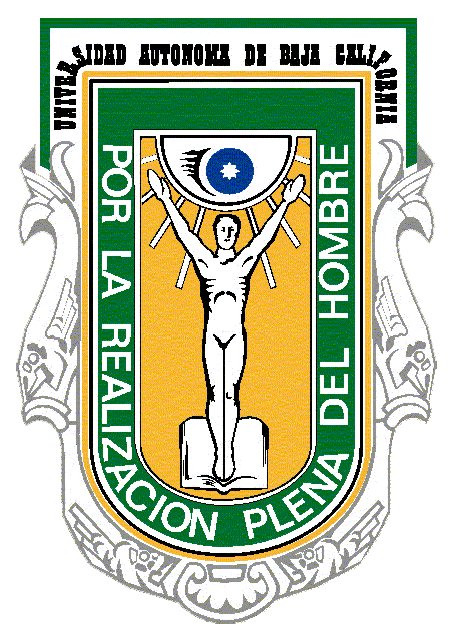 UNIVERSIDAD AUTONOMA DE BAJA CALIFORNIA
POR LA REALIZACION PLENA DEL HOMBRE